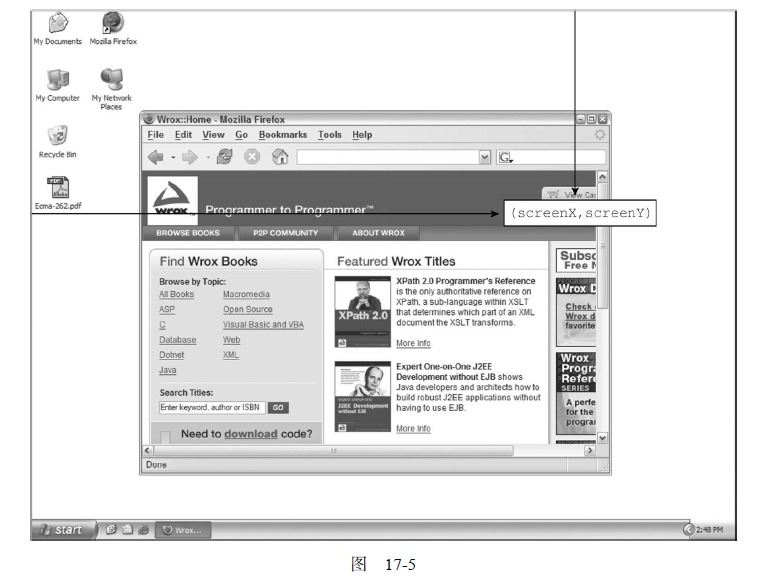 My Documents
Mozilla Firefox
My Computer
My Network
Places
Recycle Bin
Ecma-262.pdf
Wrox::Home - Mozilla Firefox
File Edit View Go Bookmarks Tools Help
G
View Car
wrox
Programmer to Programmer™
(screenX,screenY)
BROWSE BOOKS P2P COMMUNITY ABOUT WROX
Find Wrox Books
Browse by Topic:
All Books Macromedia
ASP Open Source
C Visual Basic and VBA
Database Web
Dotnet XML
Java
Search Titles:
Enter keyword, author or ISBN GO
Need to download code?
Featured Wrox Titles
XPath 2.0
XPath 2.0 Programmer's Reference
is the only authoritative reference on
XPath, a sub-language within XSLT
that determines which part of an XML
document the XSLT transforms.
More Info
J2EE Development
without EJB
Expert One-on-One J2EE
Development without EJB shows
Java developers and architects how to
build robust J2EE applications without
having to use EJB.
More Info
Subsc
Free N
Wrox D
Check
Wrox d
favorite
Wrox
Progra
Refere
SERIES
A perfe
for the
prograr
Done
start
Wrox...
2:48 PM
图 17-5